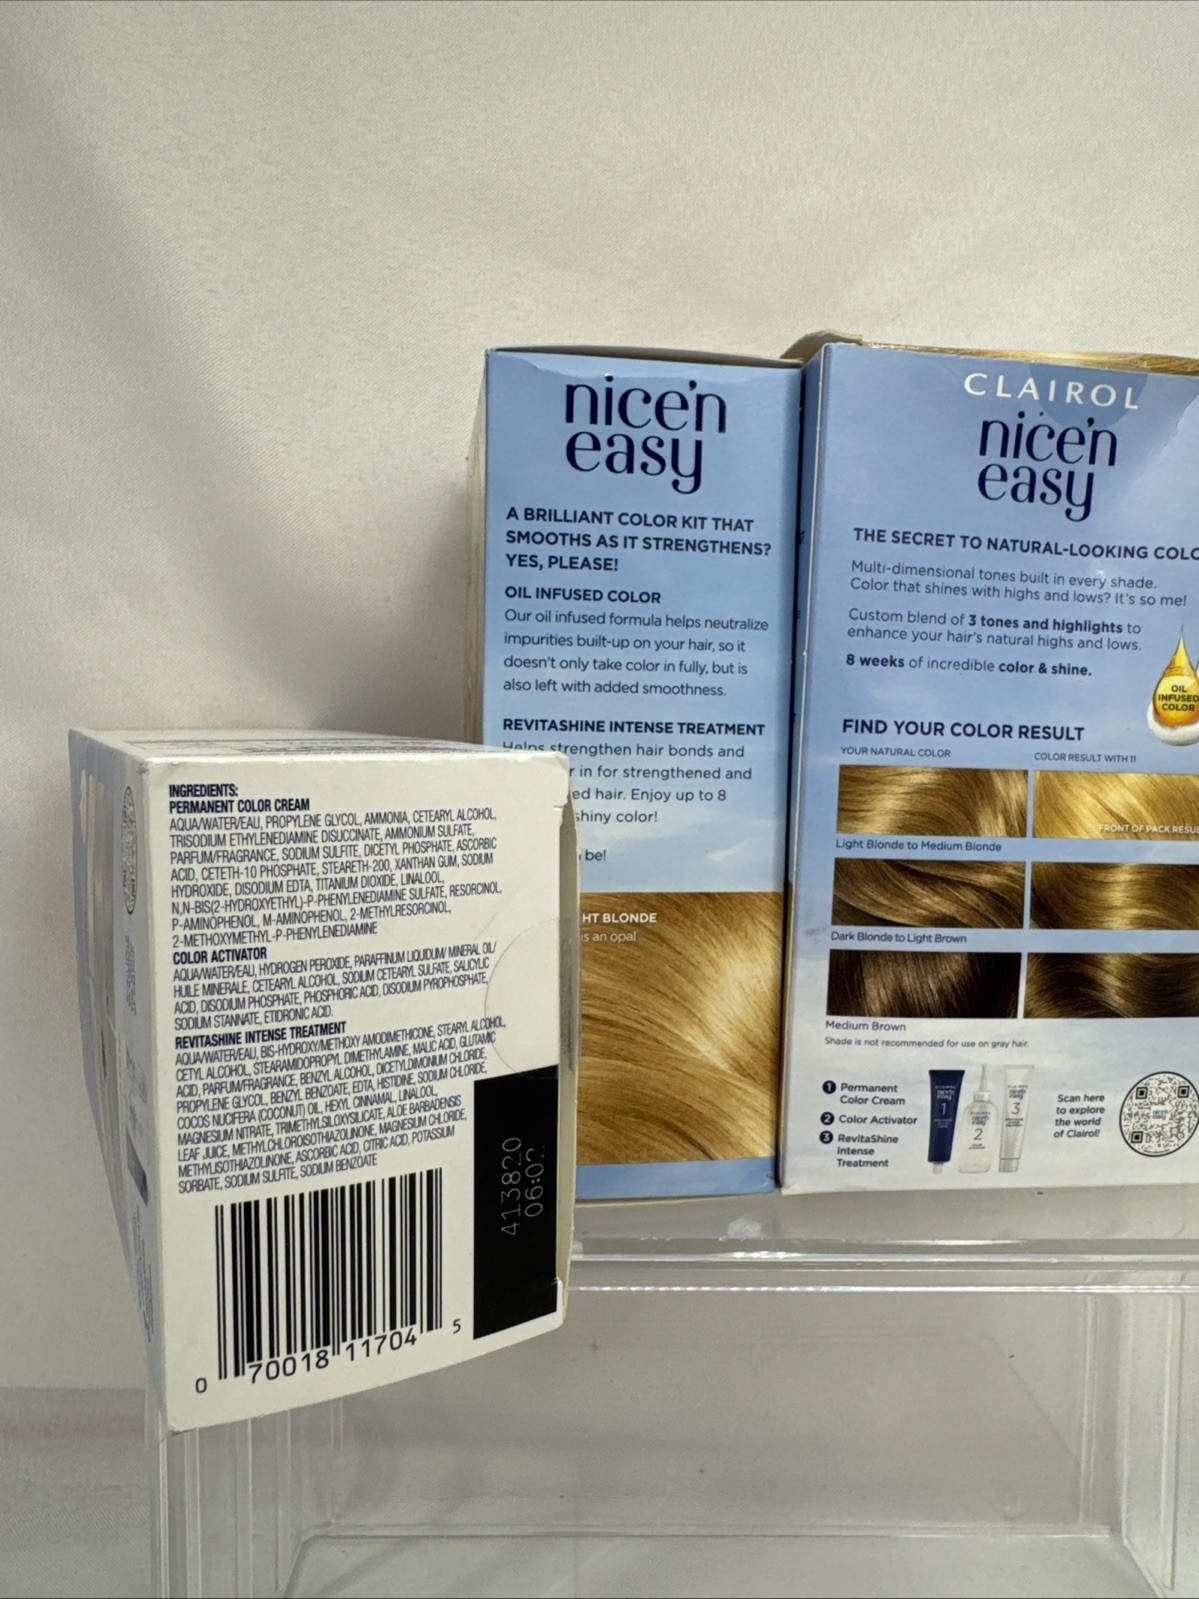 INGREDIENTS:
PERMANENT COLOR CREAM
AQUA/WATER/EAU, PROPYLENE GLYCOL, AMMONIA, CETEARYL ALCOHOL,
TRISODIUM ETHYLENEDIAMINE DISUCCINATE, AMMONIUM SULFATE,
PARFUM/FRAGRANCE, SODIUM SULFITE, DICETYL PHOSPHATE, ASCORBIC
ACID, CETETH-10 PHOSPHATE, STEARETH-200, XANTHAN GUM, SODIUM
HYDROXIDE, DISODIUM EDTA, TITANIUM DIOXIDE, LINALOOL,
N,N-BIS(2-HYDROXYETHYL)-P-PHENYLENEDIAMINE SULFATE, RESORCINOL,
P-AMINOPHENOL, M-AMINOPHENOL, 2-METHYLRESORCINOL,
2-METHOXYMETHYL-P-PHENYLENEDIAMINE
COLOR ACTIVATOR
AQUA/WATER/EAU, HYDROGEN PEROXIDE, PARAFFINUM LIQUIDUM/ MINERAL OIL/
HUILE MINERALE, CETEARYL ALCOHOL, SODIUM CETEARYL SULFATE, SALICYLIC
ACID, DISODIUM PHOSPHATE, PHOSPHORIC ACID, DISODIUM PYROPHOSPHATE,
SODIUM STANNATE, ETIDRONIC ACID.
REVITASHINE INTENSE TREATMENT
AQUA/WATER/EAU, BIS-HYDROXY/METHOXY AMODIMETHICONE, STEARYL ALCOHOL,
CETYL ALCOHOL, STEARAMIDOPROPYL DIMETHYLAMINE, MALIC ACID, GLUTAMIC
ACID, PARFUM/FRAGRANCE, BENZYL ALCOHOL, DICETYLDIMONIUM CHLORIDE,
PROPYLENE GLYCOL, BENZYL BENZOATE, EDTA, HISTIDINE, SODIUM CHLORIDE,
COCOS NUCIFERA (COCONUT) OIL, HEXYL CINNAMAL, LINALOOL,
MAGNESIUM NITRATE, TRIMETHYLSILOXYSILICATE, ALOE BARBADENSIS
LEAF JUICE, METHYLCHLOROISOTHIAZOLINONE, MAGNESIUM CHLORIDE,
METHYLISOTHIAZOLINONE, ASCORBIC ACID, CITRIC ACID, POTASSIUM
SORBATE, SODIUM SULFITE, SODIUM BENZOATE
0 70018 11704 5
413820
06:02
nice'n
easy
A BRILLIANT COLOR KIT THAT
SMOOTHS AS IT STRENGTHENS?
YES, PLEASE!
OIL INFUSED COLOR
Our oil infused formula helps neutralize
impurities built-up on your hair, so it
doesn't only take color in fully, but is
also left with added smoothness.
REVITASHINE INTENSE TREATMENT
Helps strengthen hair bonds and
r in for strengthened and
ed hair. Enjoy up to 8
shiny color!
be!
HT BLONDE
is an opal
CLAIROL
nice'n
easy
THE SECRET TO NATURAL-LOOKING COLO
Multi-dimensional tones built in every shade.
Color that shines with highs and lows? It's so me!
Custom blend of 3 tones and highlights to
enhance your hair's natural highs and lows.
8 weeks of incredible color & shine.
OIL
INFUSED
COLOR
FIND YOUR COLOR RESULT
YOUR NATURAL COLOR
COLOR RESULT WITH 11
FRONT OF PACK RESUL
Light Blonde to Medium Blonde
Dark Blonde to Light Brown
Medium Brown
Shade is not recommended for use on gray hair.
1 Permanent
Color Cream
2 Color Activator
3 RevitaShine
Intense
Treatment
1
2
3
Scan here
to explore
the world
of Clairol!